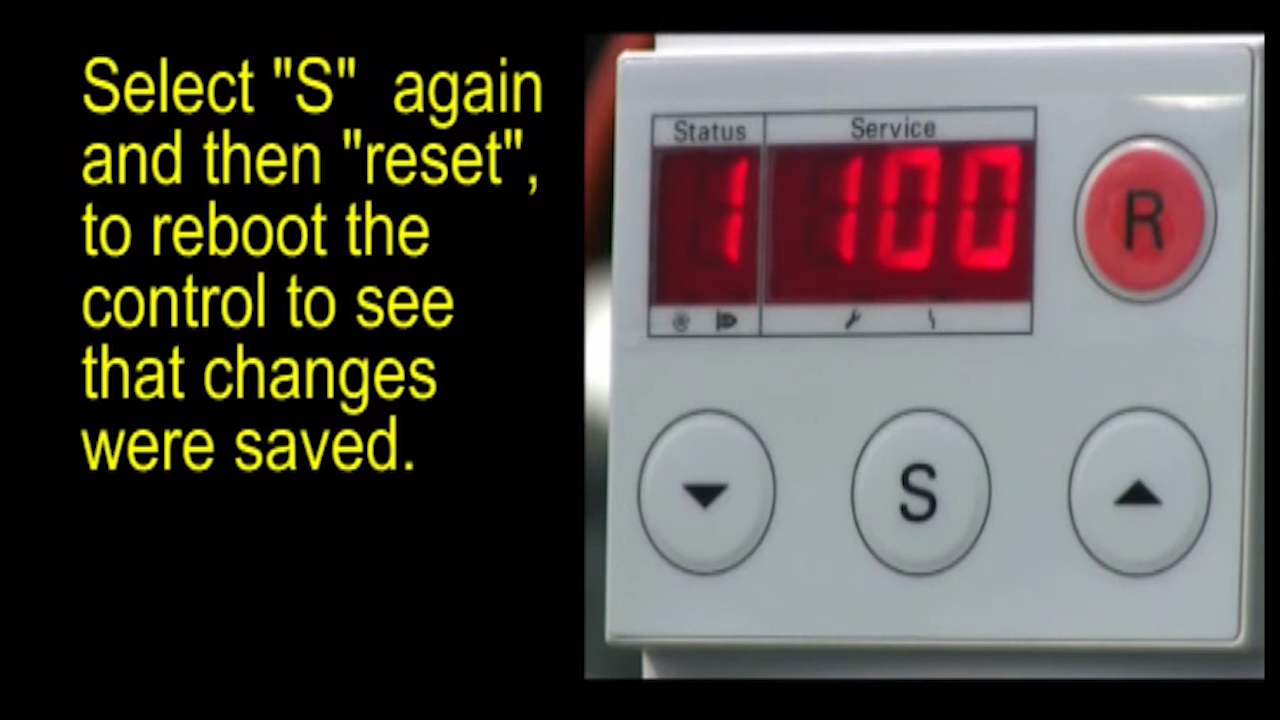 Select "S" again
and then "reset",
to reboot the
control to see
that changes
were saved.
Status Service
1 100
R
S